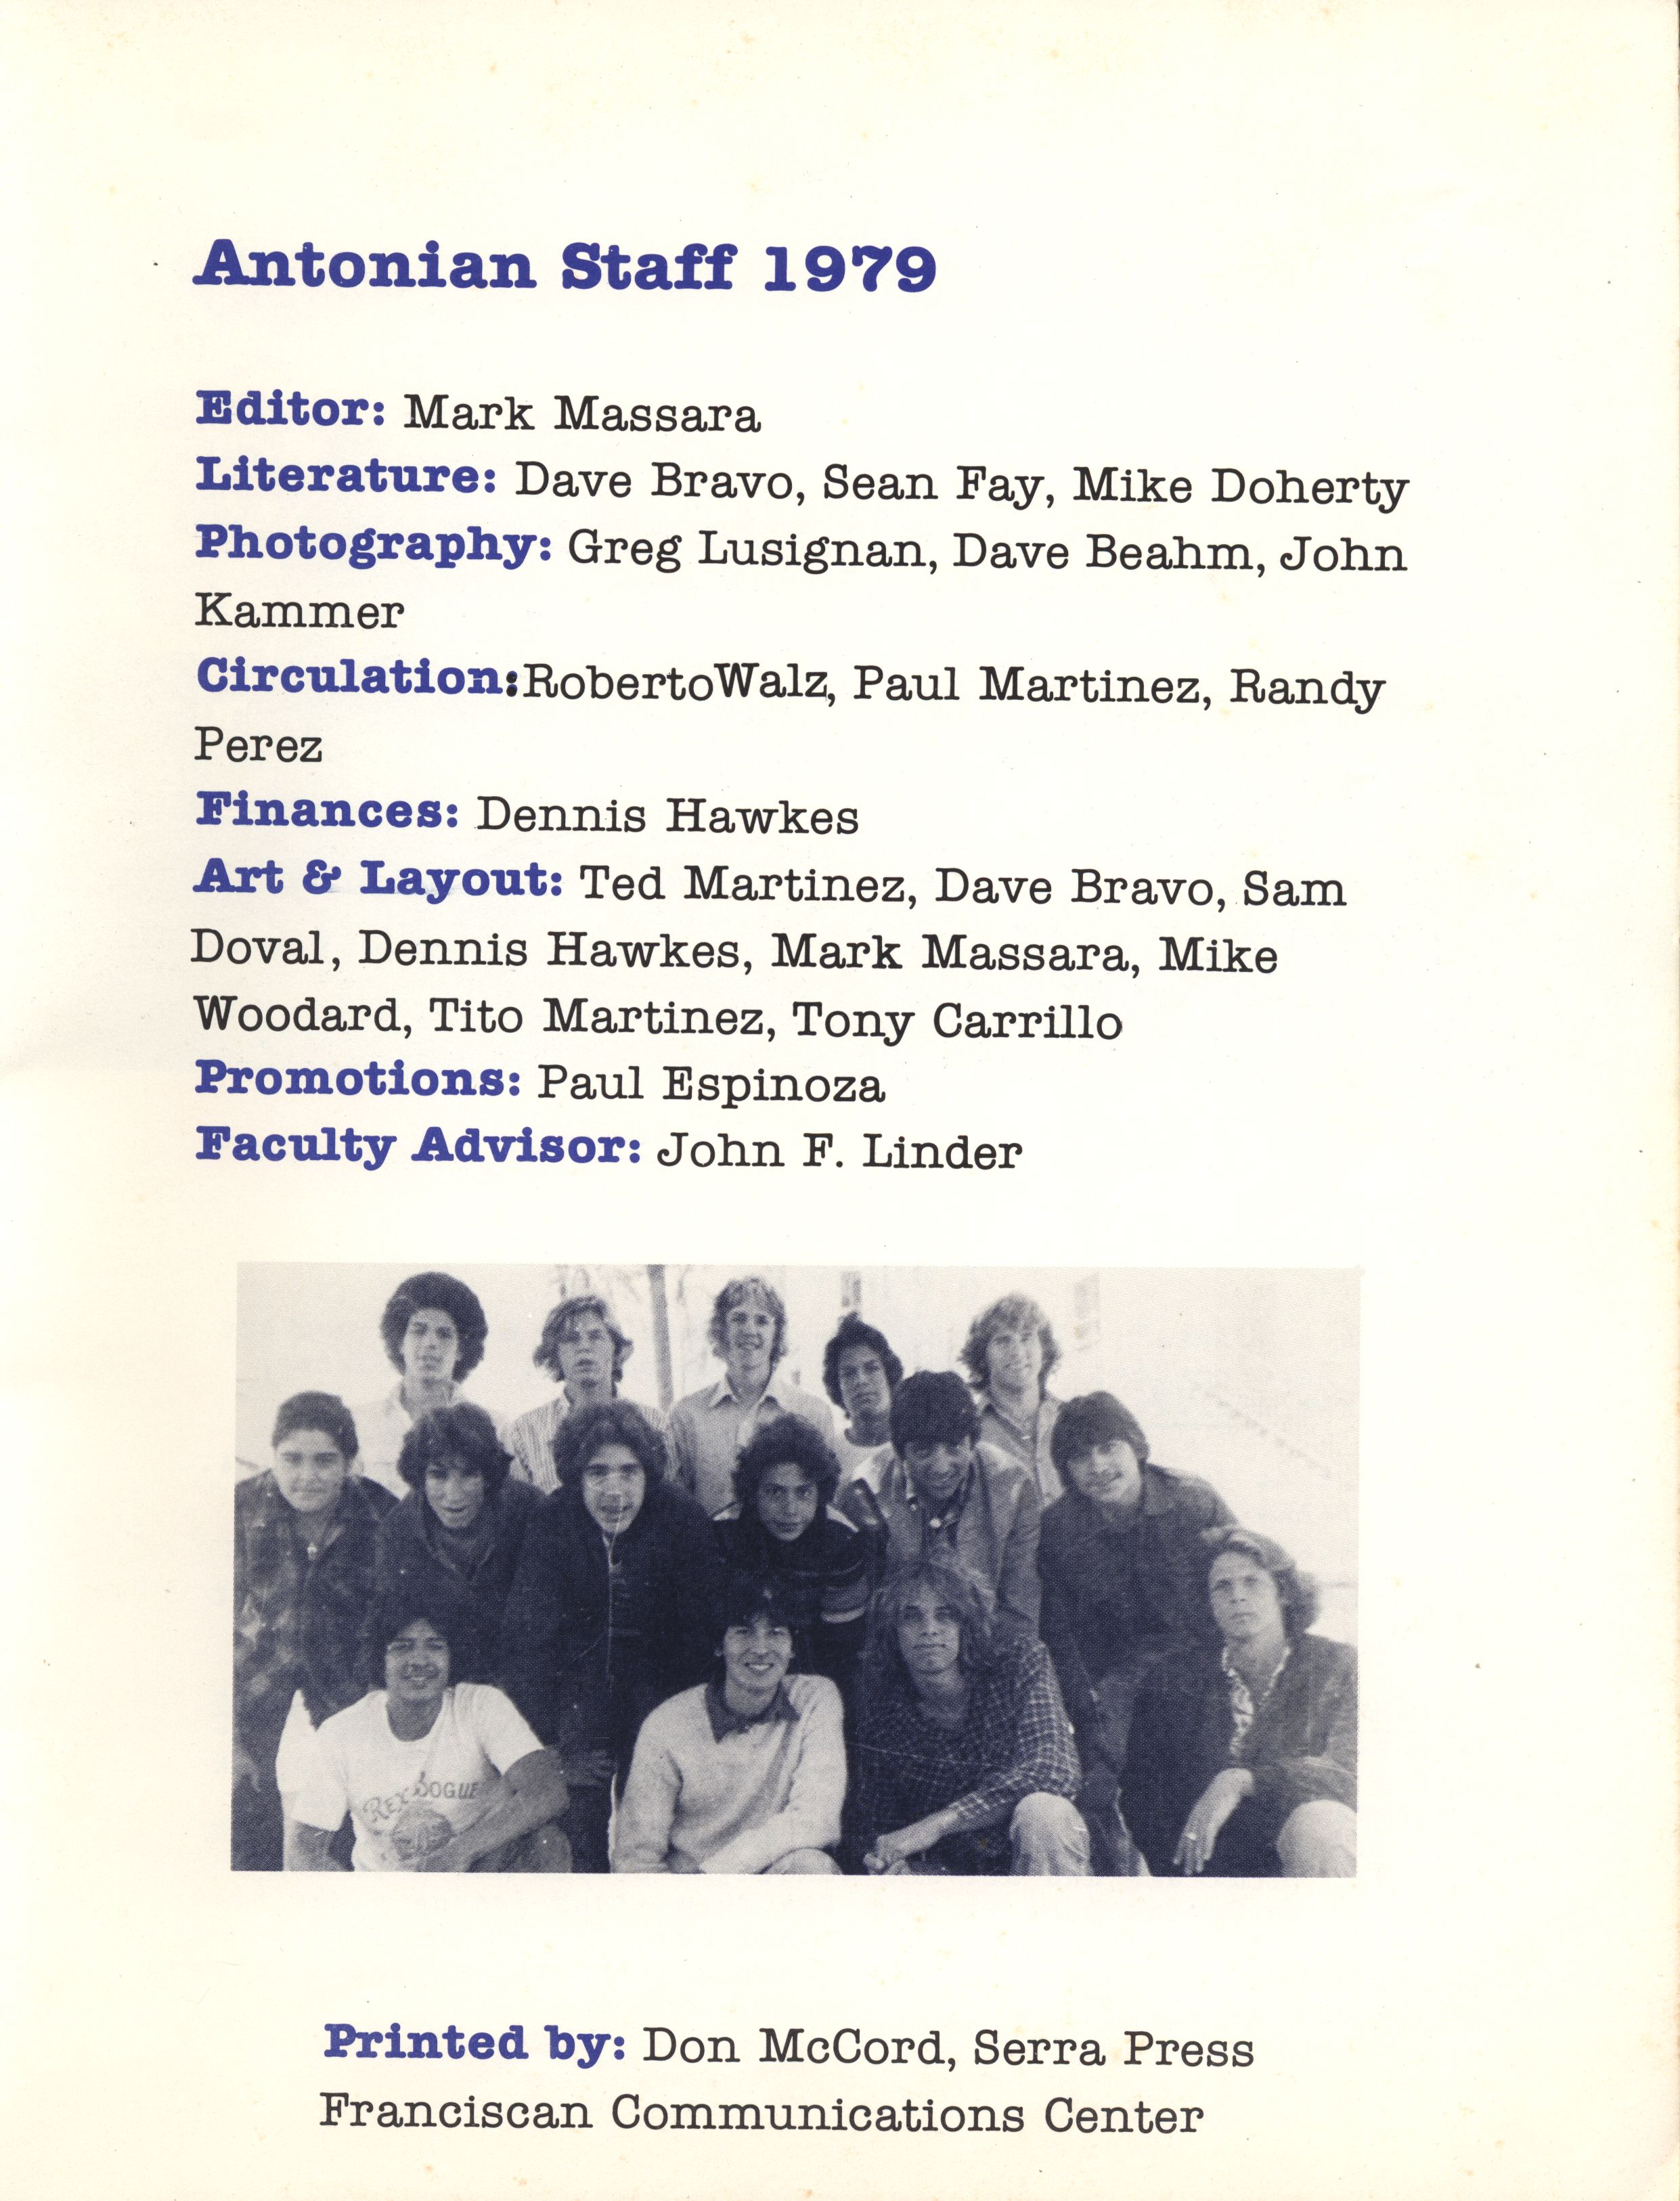 Antonian Staff 1979
Editor: Mark Massara
Literature: Dave Bravo, Sean Fay, Mike Doherty
Photography: Greg Lusignan, Dave Beahm, John
Kammer
Circulation:RobertoWalz, Paul Martinez, Randy
Perez
Finances: Dennis Hawkes
Art & Layout: Ted Martinez, Dave Bravo, Sam
Doval, Dennis Hawkes, Mark Massara, Mike
Woodard, Tito Martinez, Tony Carrillo
Promotions: Paul Espinoza
Faculty Advisor: John F. Linder
REX BOGUE
Printed by: Don McCord, Serra Press
Franciscan Communications Center